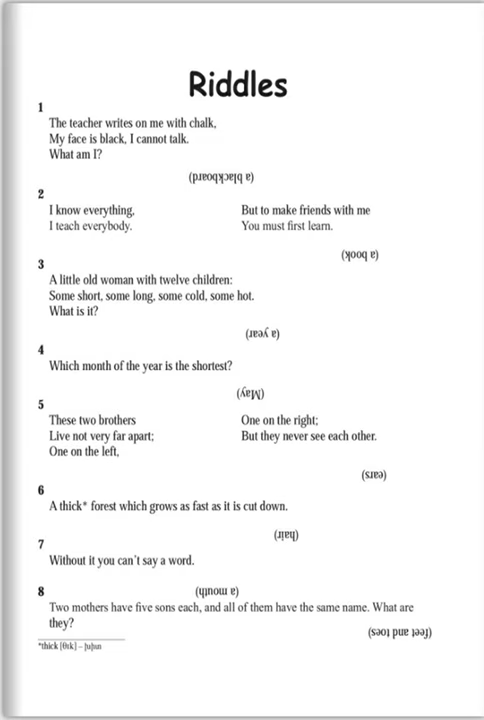 Riddles
1
The teacher writes on me with chalk,
My face is black, I cannot talk.
What am I?
(a blackboard)
2
I know everything,
I teach everybody.
But to make friends with me
You must first learn.
(a book)
3
A little old woman with twelve children:
Some short, some long, some cold, some hot.
What is it?
(a year)
4
Which month of the year is the shortest?
(May)
5
These two brothers
Live not very far apart;
One on the left,
One on the right;
But they never see each other.
(ears)
6
A thick* forest which grows as fast as it is cut down.
(hair)
7
Without it you can't say a word.
(a mouth)
8
Two mothers have five sons each, and all of them have the same name. What are
they?
(feet and toes)
*thick [θɪk] – խիտ